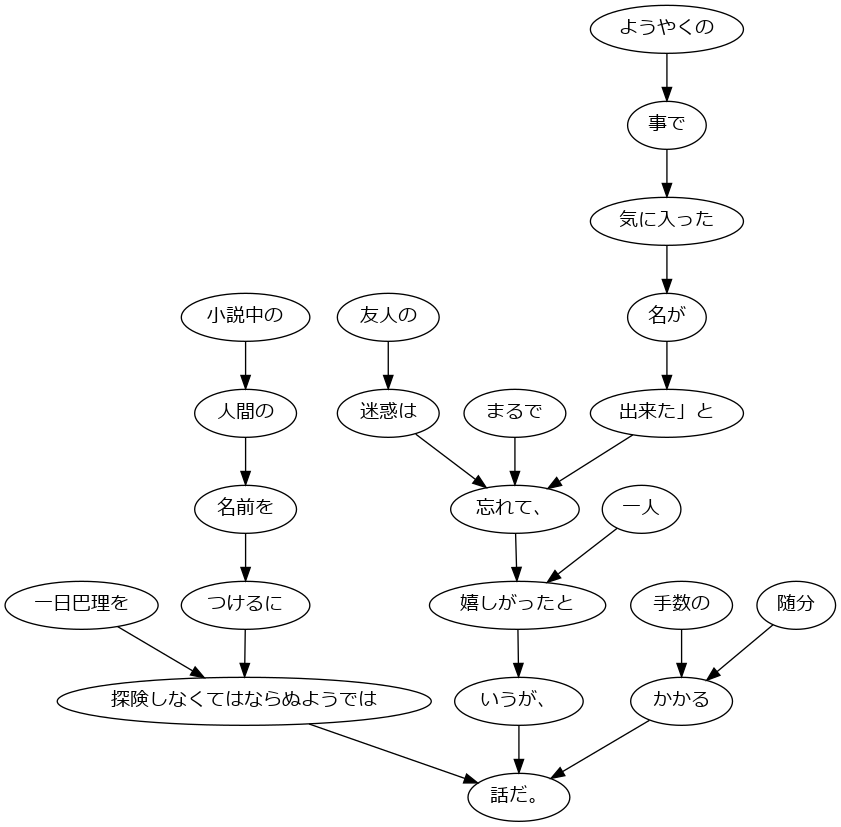 ようやくの
事で
気に入った
小説中の
友人の
名が
人間の
迷惑は
まるで
出来た」と
名前を
忘れて、
一人
一日巴理を
つけるに
嬉しがったと
手数の
随分
探険しなくてはならぬようでは
いうが、
かかる
話だ。